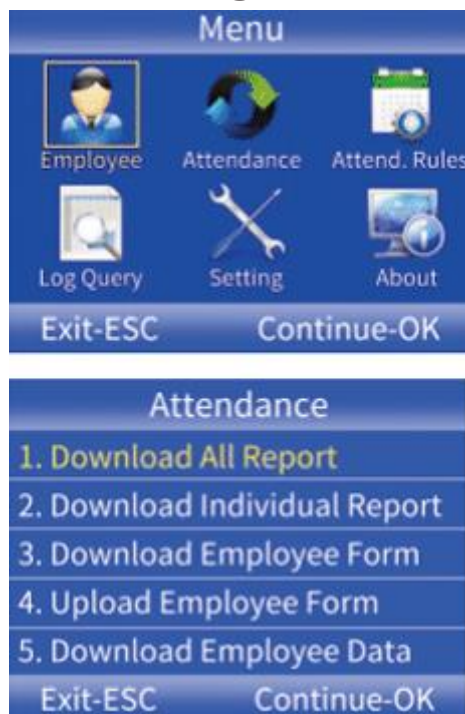 Menu
Employee Attendance Attend. Rules
Log Query Setting About
Exit-ESC Continue-OK
Attendance
1. Download All Report
2. Download Individual Report
3. Download Employee Form
4. Upload Employee Form
5. Download Employee Data
Exit-ESC Continue-OK